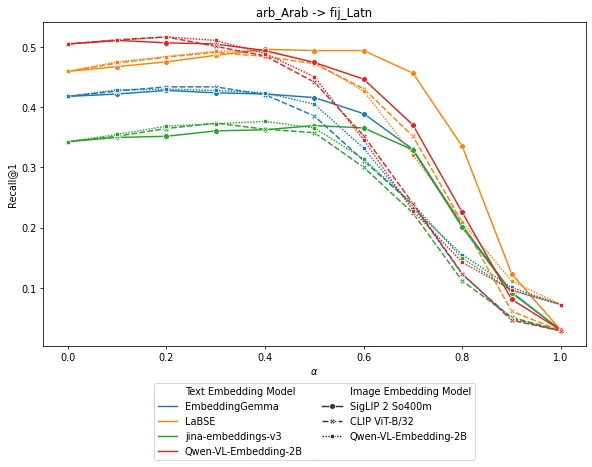 arb_Arab -> fij_Latn
Recall@1
0.5
0.4
0.3
0.2
0.1
0.0 0.2 0.4 0.6 0.8 1.0
α
Text Embedding Model Image Embedding Model
EmbeddingGemma SigLIP 2 So400m
LaBSE CLIP ViT-B/32
jina-embeddings-v3 Qwen-VL-Embedding-2B
Qwen-VL-Embedding-2B